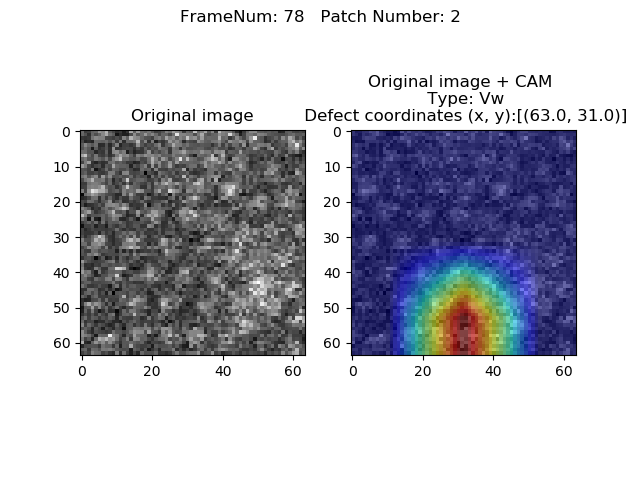 FrameNum: 78   Patch Number: 2
Original image
Original image + CAM
Type: Vw
Defect coordinates (x, y):[(63.0, 31.0)]
0
10
20
30
40
50
60
0 20 40 60
0
10
20
30
40
50
60
0 20 40 60